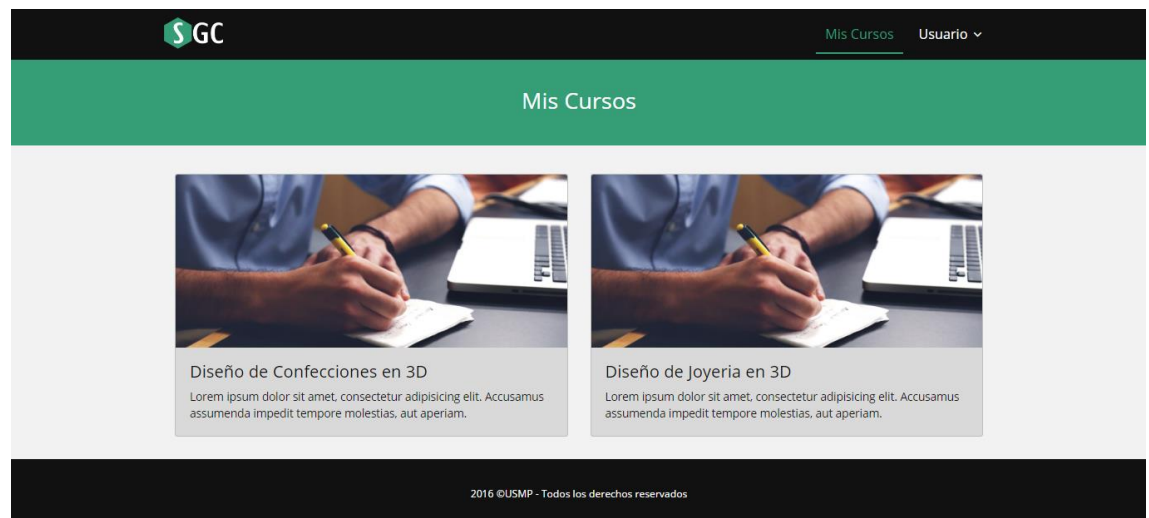 SGC
Mis Cursos
Usuario
Mis Cursos
Diseño de Confecciones en 3D
Lorem ipsum dolor sit amet, consectetur adipisicing elit. Accusamus
assumenda impedit tempore molestias, aut aperiam.
Diseño de Joyeria en 3D
Lorem ipsum dolor sit amet, consectetur adipisicing elit. Accusamus
assumenda impedit tempore molestias, aut aperiam.
2016 ©USMP - Todos los derechos reservados